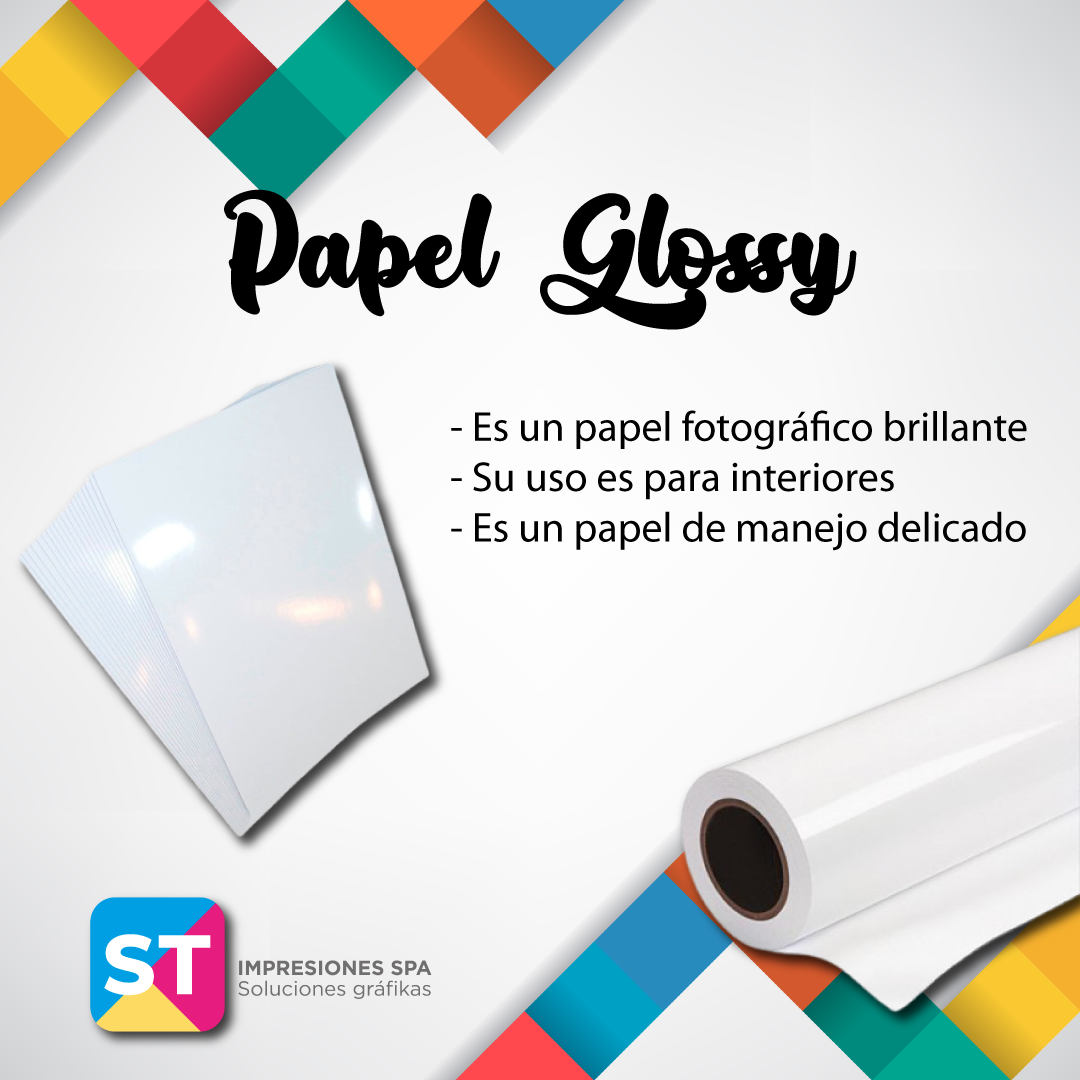 Papel Glossy
- Es un papel fotográfico brillante
- Su uso es para interiores
- Es un papel de manejo delicado
ST
IMPRESIONES SPA
Soluciones gráfikas